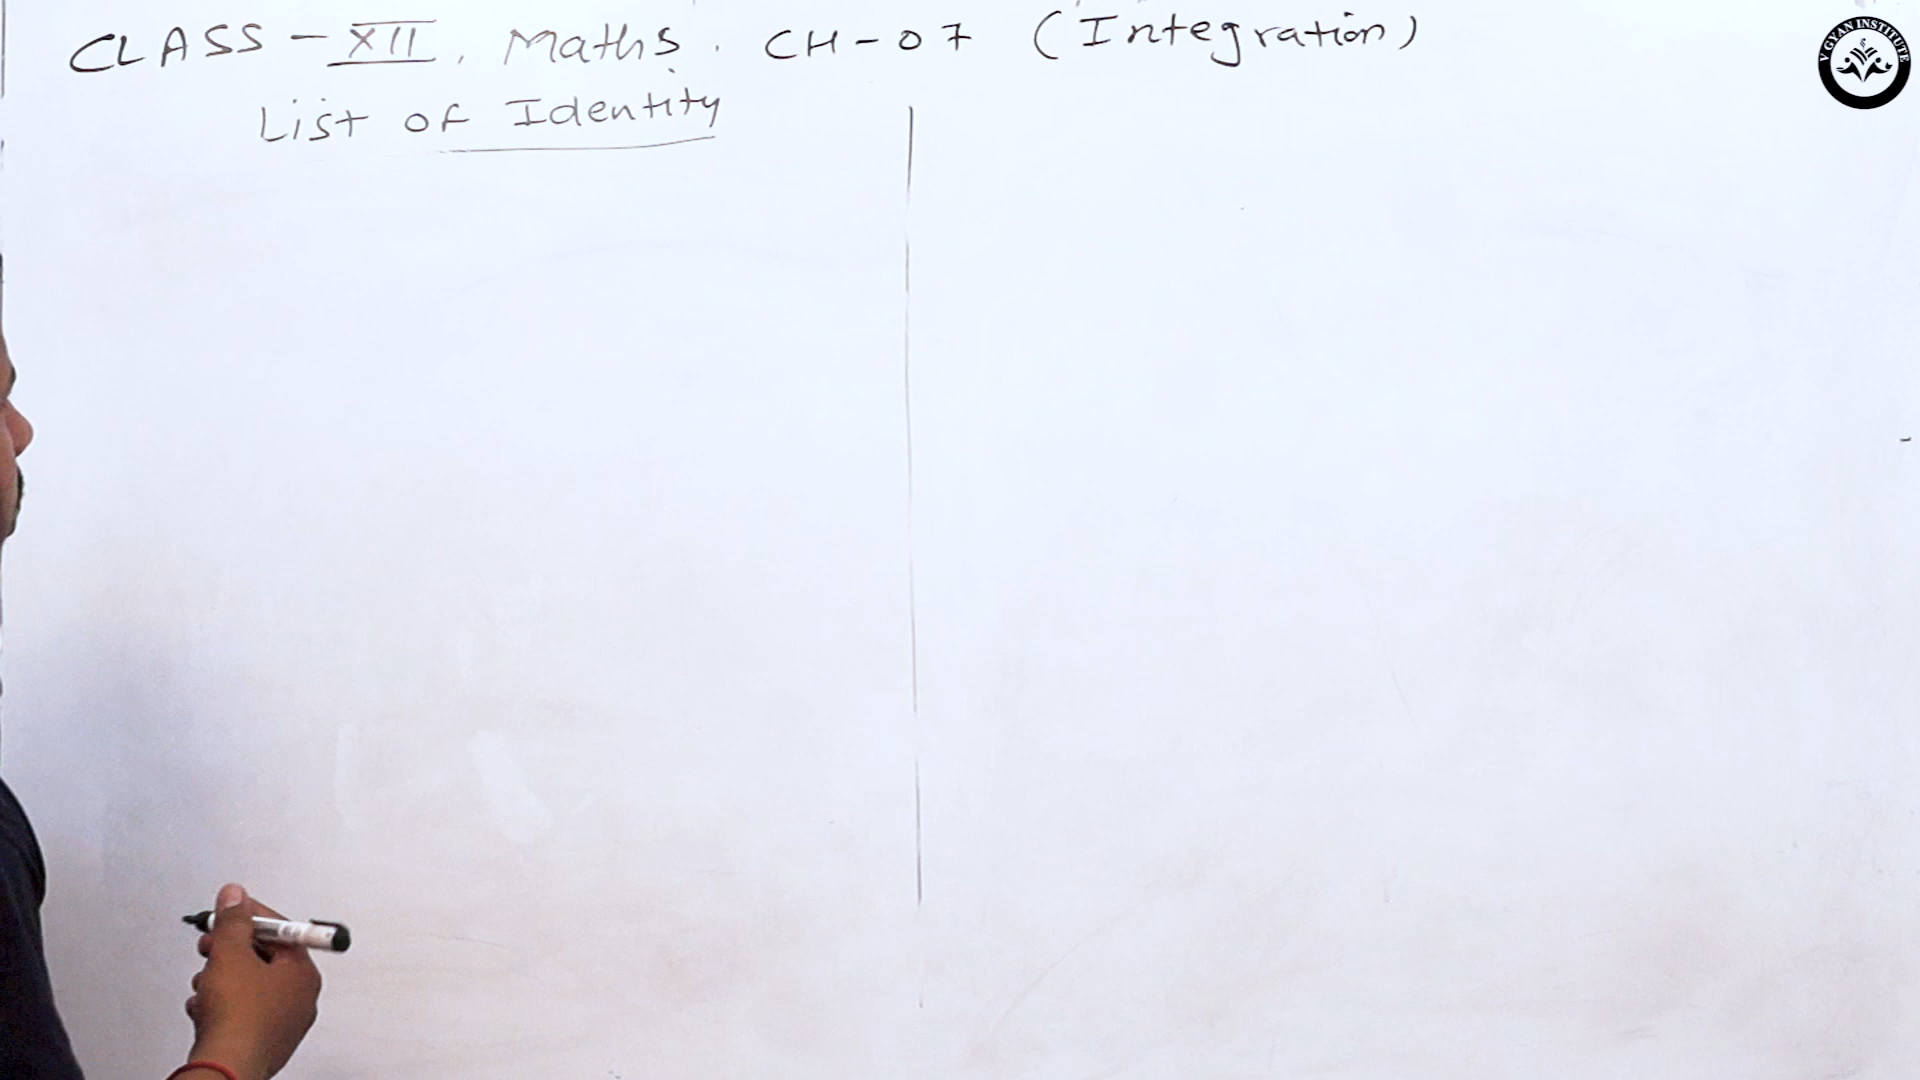 CLASS - XII, Maths. CH-07 (Integration)
List of Identity
V GYAN INSTITUTE